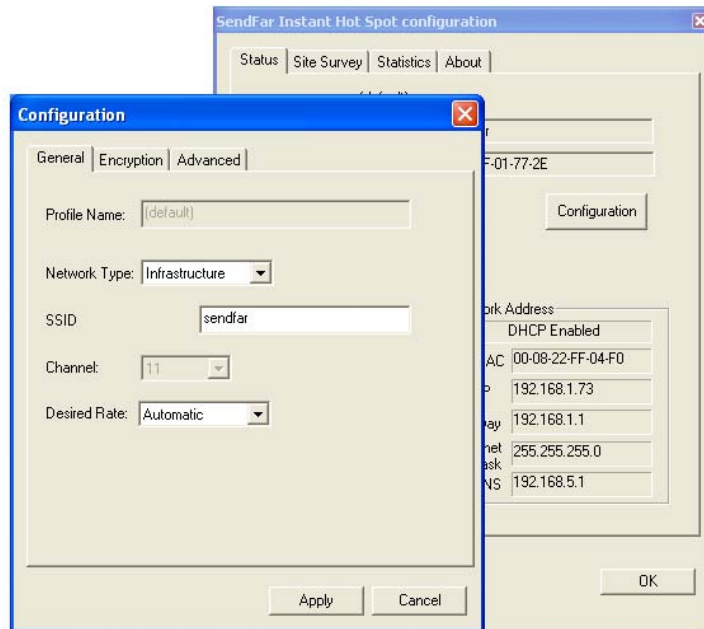 SendFar Instant Hot Spot configuration
Status Site Survey Statistics About
F-01-77-2E
Configuration
Address
DHCP Enabled
AC 00-08-22-FF-04-F0
192.168.1.73
192.168.1.1
255.255.255.0
NS 192.168.5.1
OK
Configuration
General Encryption Advanced
Profile Name: (default)
Network Type: Infrastructure
SSID sendfar
Channel: 11
Desired Rate: Automatic
Apply Cancel